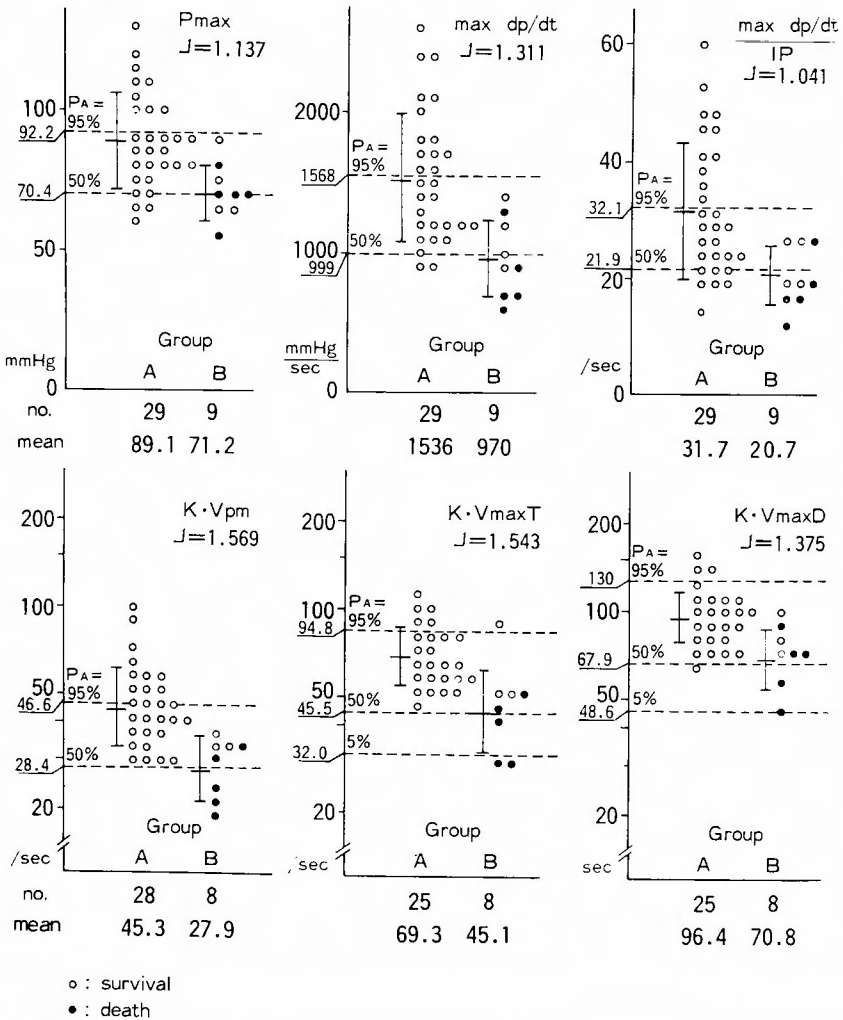 Pmax
J=1.137
100
PA=
95%
92.2
70.4
50%
50
Group
mmHg
0
A B
no. 29 9
mean 89.1 71.2
max dp/dt
J=1.311
2000
PA=
95%
1568
1000
50%
999
Group
mmHg
sec
0
A B
29 9
1536 970
max dp/dt
IP
J=1.041
60
40
PA=
95%
32.1
21.9
50%
20
Group
/sec
0
A B
29 9
31.7 20.7
K·Vpm
J=1.569
200
100
PA=
95%
50
46.6
50%
28.4
20
Group
/sec
A B
no. 28 8
mean 45.3 27.9
K·VmaxT
J=1.543
200
100
PA=
95%
94.8
50
50%
45.5
32.0
5%
20
Group
/sec
A B
25 8
69.3 45.1
K·VmaxD
J=1.375
200
PA=
95%
130
100
50%
67.9
50
5%
48.6
20
Group
sec
A B
25 8
96.4 70.8
o : survival
• : death